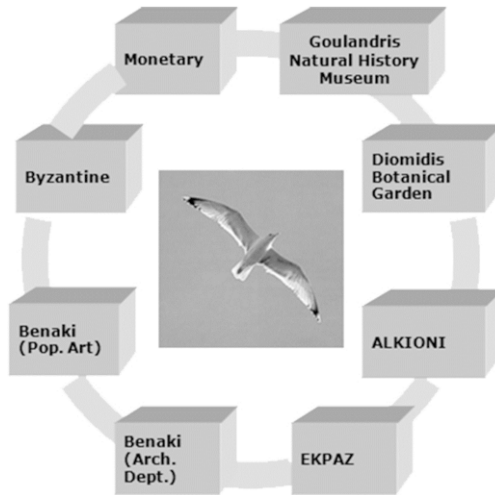 Monetary
Goulandris
Natural History
Museum
Byzantine
Diomidis
Botanical
Garden
Benaki
(Pop. Art)
ALKIONI
Benaki
(Arch.
Dept.)
EKPAZ